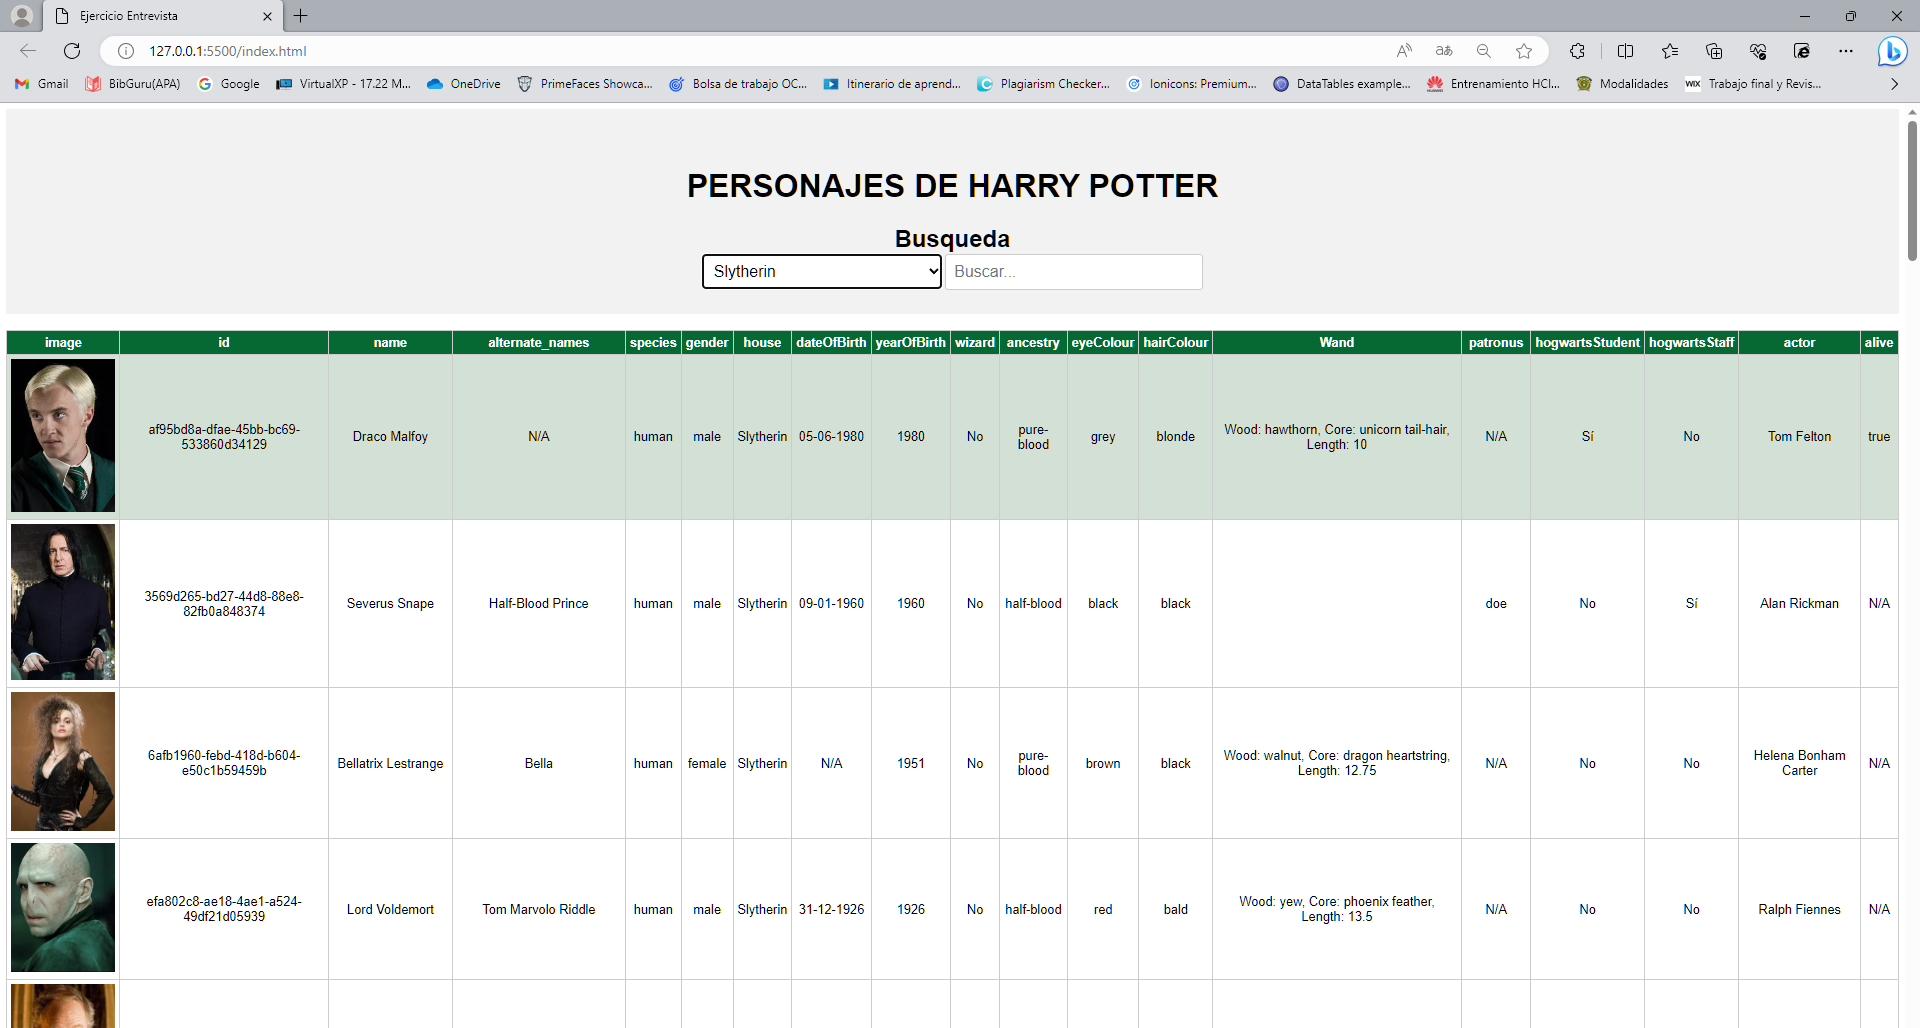 Ejercicio Entrevista
127.0.0.1:5500/index.html
Gmail BibGuru(APA) Google VirtualXP - 17.22 M... OneDrive PrimeFaces Showca... Bolsa de trabajo OC... Itinerario de aprend... Plagiarism Checker... Ionicons: Premium... DataTables example... Entrenamiento HCI... Modalidades WIX Trabajo final y Revis...
PERSONAJES DE HARRY POTTER
Busqueda
Slytherin Buscar...
image id name alternate_names species gender house dateOfBirth yearOfBirth wizard ancestry eyeColour hairColour Wand patronus hogwartsStudent hogwartsStaff actor alive
af95bd8a-dfae-45bb-bc69-
533860d34129
Draco Malfoy N/A human male Slytherin 05-06-1980 1980 No
pure-
blood
grey blonde
Wood: hawthorn, Core: unicorn tail-hair,
Length: 10
N/A Sí No Tom Felton true
3569d265-bd27-44d8-88e8-
82fb0a848374
Severus Snape Half-Blood Prince human male Slytherin 09-01-1960 1960 No half-blood black black doe No Sí Alan Rickman N/A
6afb1960-febd-418d-b604-
e50c1b59459b
Bellatrix Lestrange Bella human female Slytherin N/A 1951 No
pure-
blood
brown black
Wood: walnut, Core: dragon heartstring,
Length: 12.75
N/A No No
Helena Bonham
Carter
N/A
efa802c8-ae18-4ae1-a524-
49df21d05939
Lord Voldemort Tom Marvolo Riddle human male Slytherin 31-12-1926 1926 No half-blood red bald
Wood: yew, Core: phoenix feather,
Length: 13.5
N/A No No Ralph Fiennes N/A